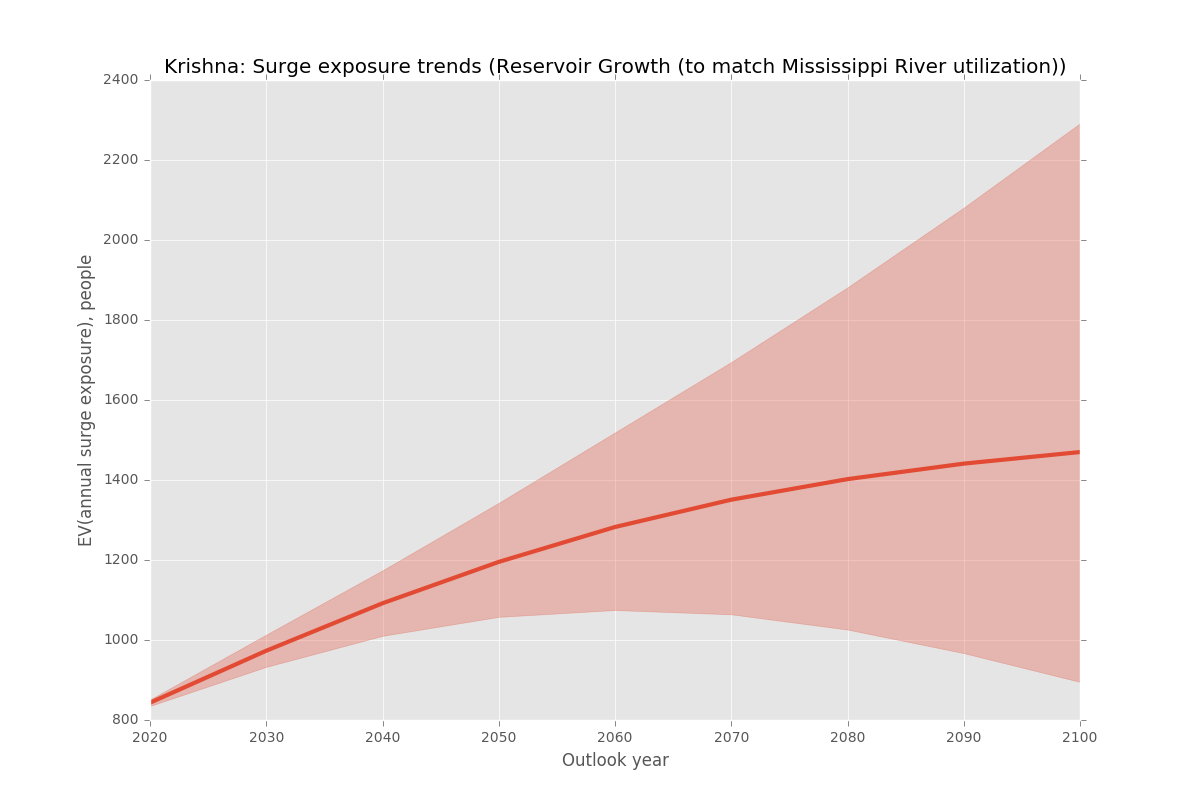 Krishna: Surge exposure trends (Reservoir Growth (to match Mississippi River utilization))
2400
2200
2000
1800
1600
1400
1200
1000
800
EV(annual surge exposure), people
2020 2030 2040 2050 2060 2070 2080 2090 2100
Outlook year